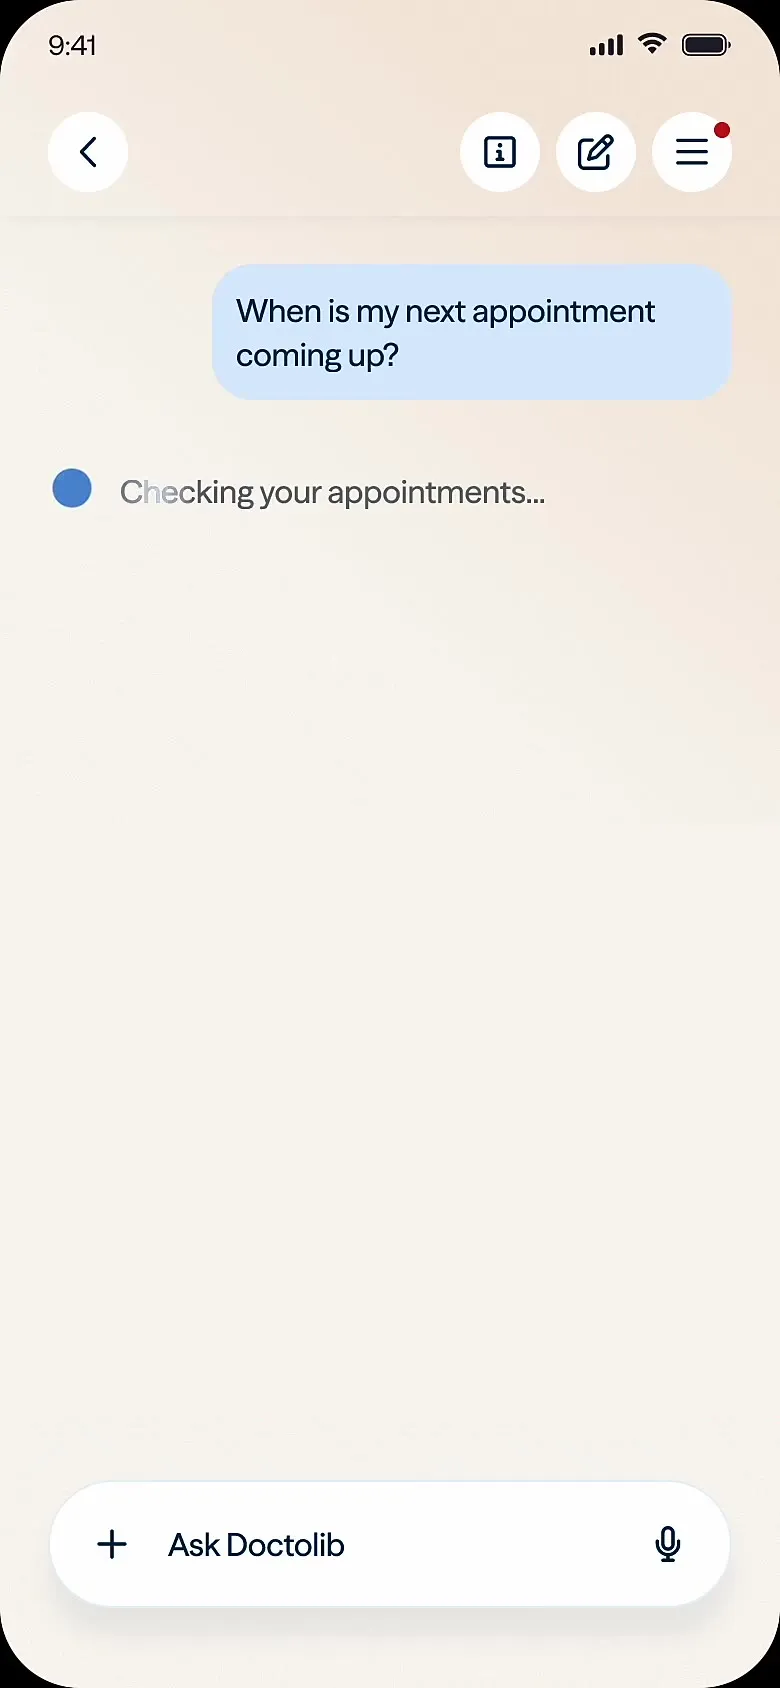 9:41
When is my next appointment
coming up?
Checking your appointments...
Ask Doctolib